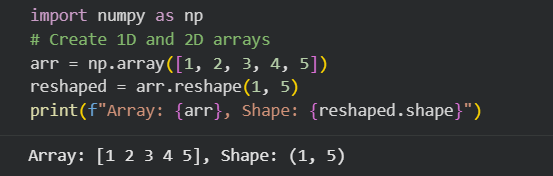 import numpy as np
# Create 1D and 2D arrays
arr = np.array([1, 2, 3, 4, 5])
reshaped = arr.reshape(1, 5)
print(f"Array: {arr}, Shape: {reshaped.shape}")
Array: [1 2 3 4 5], Shape: (1, 5)